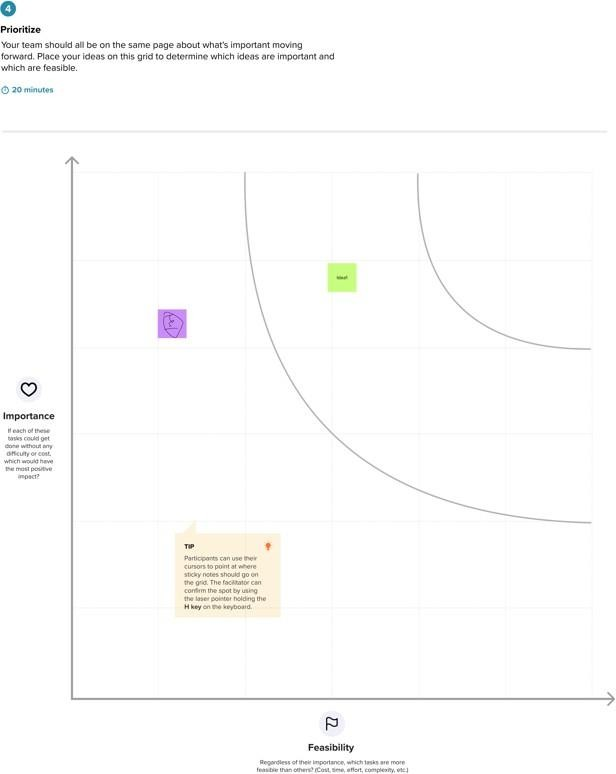 4
Prioritize
Your team should all be on the same page about what's important moving
forward. Place your ideas on this grid to determine which ideas are important and
which are feasible.
20 minutes
Idea1
Importance
If each of these
tasks could get
done without any
difficulty or cost,
which would have
the most positive
impact?
TIP
Participants can use their
cursors to point at where
sticky notes should go on
the grid. The facilitator can
confirm the spot by using
the laser pointer holding the
H key on the keyboard.
Feasibility
Regardless of their importance, which tasks are more
feasible than others? (Cost, time, effort, complexity, etc.)